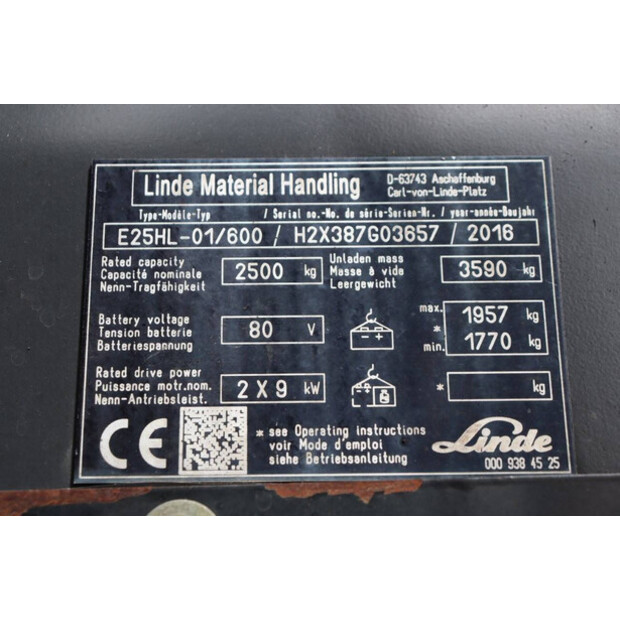 Linde Material Handling
D-63743 Aschaffenburg
Carl-von-Linde-Platz
Type-Modèle-Typ / Serial no.-No. de série-Serien-Nr. / year-année-Baujahr
E25HL-01/600 / H2X387G03657 / 2016
Rated capacity
Capacité nominale
Nenn-Tragfähigkeit
2500 kg
Unladen mass
Masse à vide
Leergewicht
3590 kg
Battery voltage
Tension batterie
Batteriespannung
80 V
max. 1957 kg
*
min. 1770 kg
Rated drive power
Puissance motr.nom.
Nenn-Antriebsleist.
2 X 9 kW
* kg
CE
* see Operating instructions
voir Mode d'emploi
siehe Betriebsanleitung
Linde
000 938 45 25